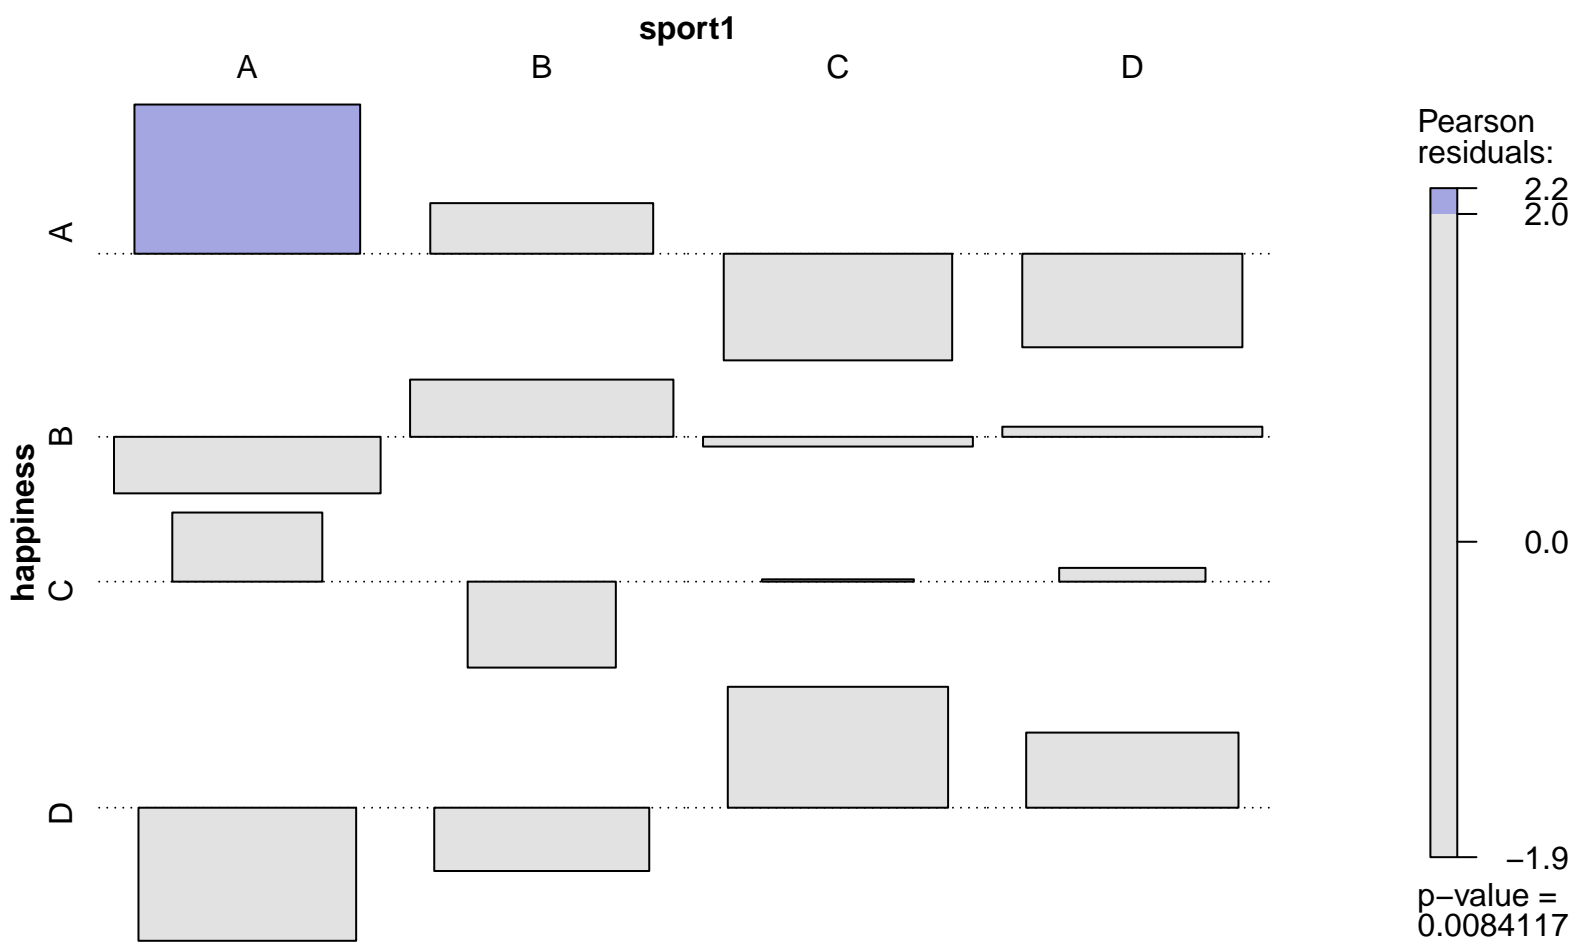 sport1
A B C D
happiness
A
B
C
D
Pearson
residuals:
2.2
2.0
0.0
−1.9
p−value =
0.0084117